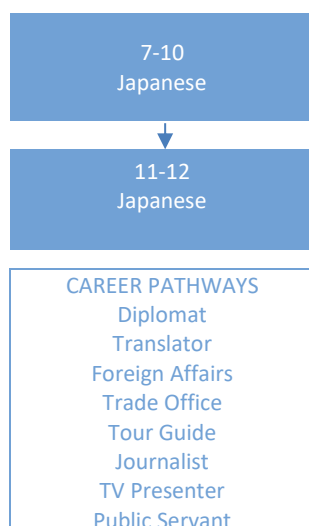 7-10
Japanese
11-12
Japanese
CAREER PATHWAYS
Diplomat
Translator
Foreign Affairs
Trade Office
Tour Guide
Journalist
TV Presenter
Public Servant